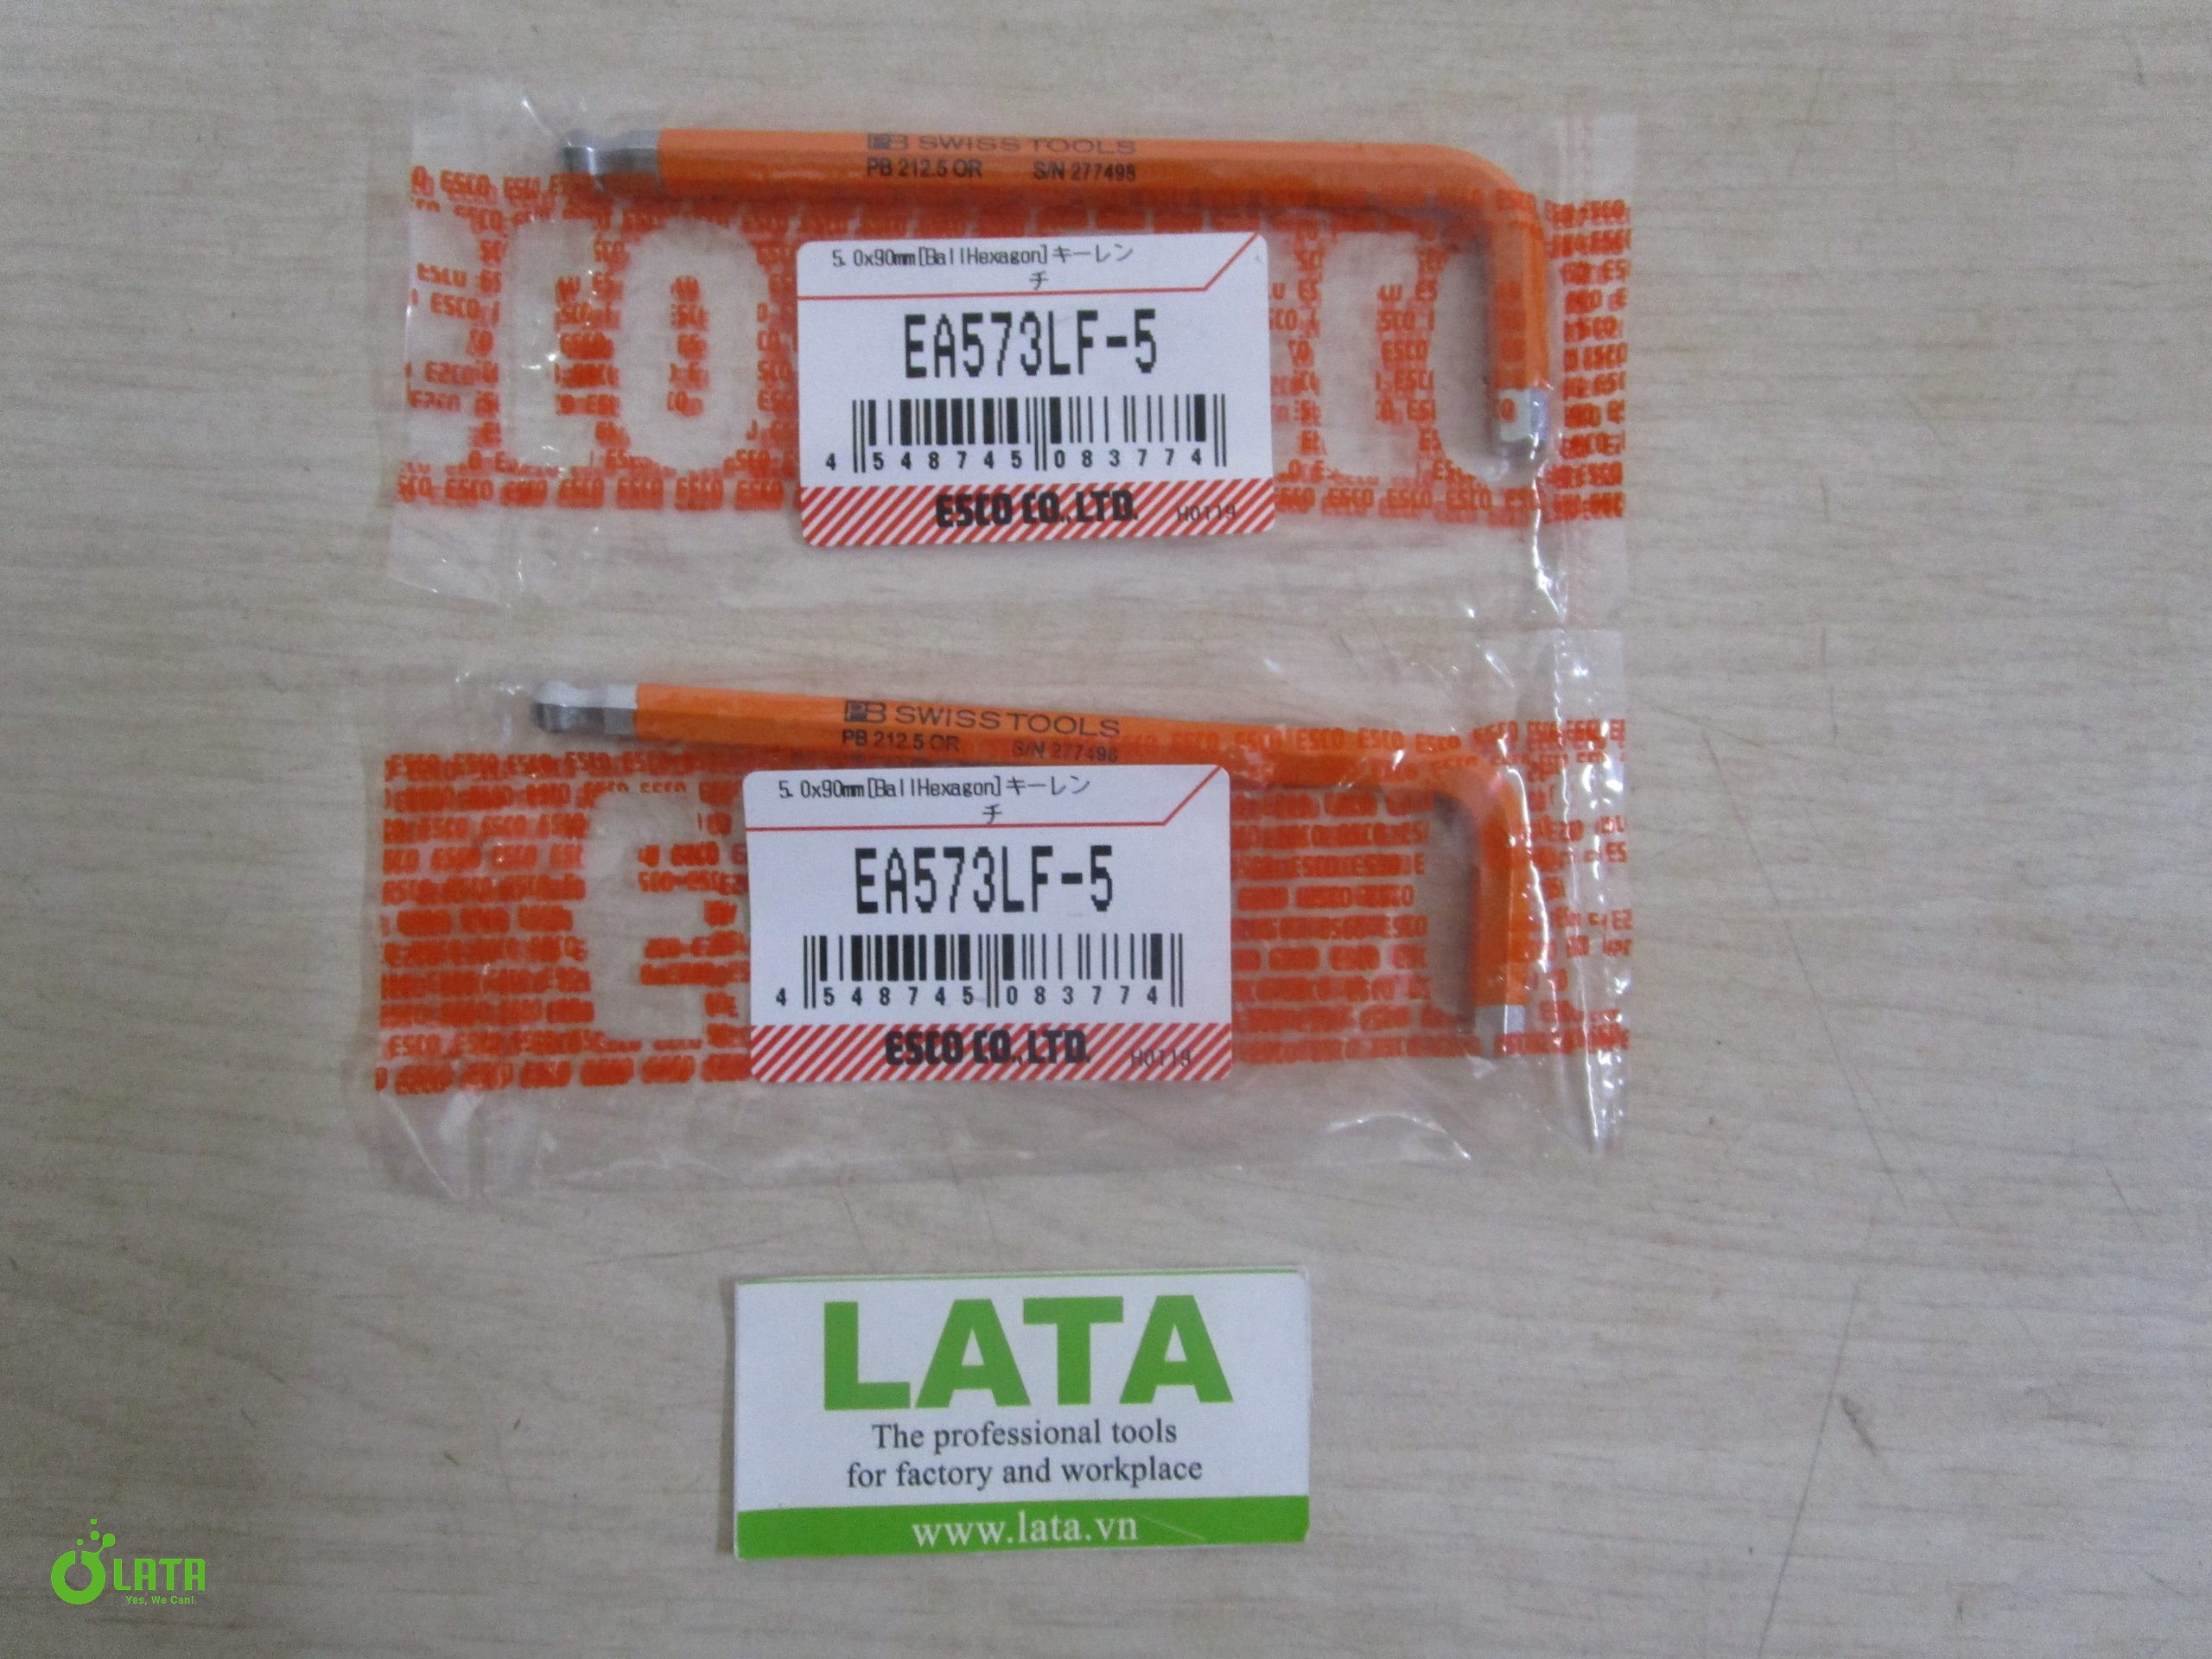 PB SWISS TOOLS
PB 212.5 OR S/N 277498
5.0x90mm[BallHexagon]キーレン
チ
EA573LF-5
4 548745 083774
ESCO CO.,LTD. H0119
PB SWISS TOOLS
PB 212.5 OR S/N 277498
5.0x90mm[BallHexagon]キーレン
チ
EA573LF-5
4 548745 083774
ESCO CO.,LTD. H0119
LATA
The professional tools
for factory and workplace
www.lata.vn
LATA
Yes, We Can!